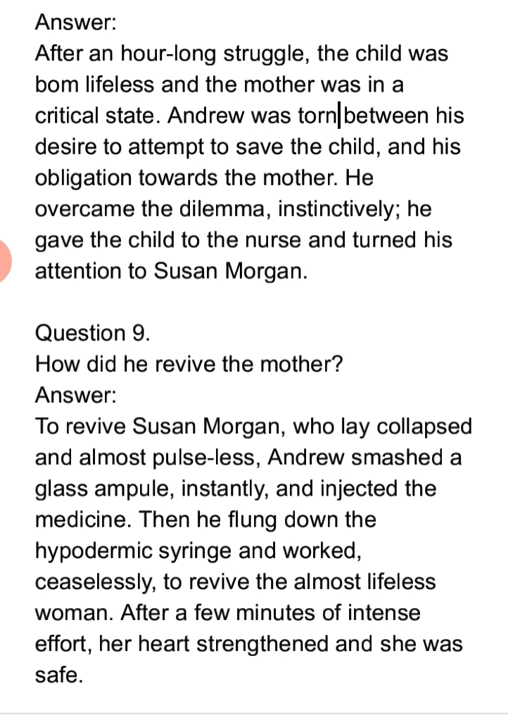 Answer:
After an hour-long struggle, the child was
bom lifeless and the mother was in a
critical state. Andrew was torn between his
desire to attempt to save the child, and his
obligation towards the mother. He
overcame the dilemma, instinctively; he
gave the child to the nurse and turned his
attention to Susan Morgan.
Question 9.
How did he revive the mother?
Answer:
To revive Susan Morgan, who lay collapsed
and almost pulse-less, Andrew smashed a
glass ampule, instantly, and injected the
medicine. Then he flung down the
hypodermic syringe and worked,
ceaselessly, to revive the almost lifeless
woman. After a few minutes of intense
effort, her heart strengthened and she was
safe.